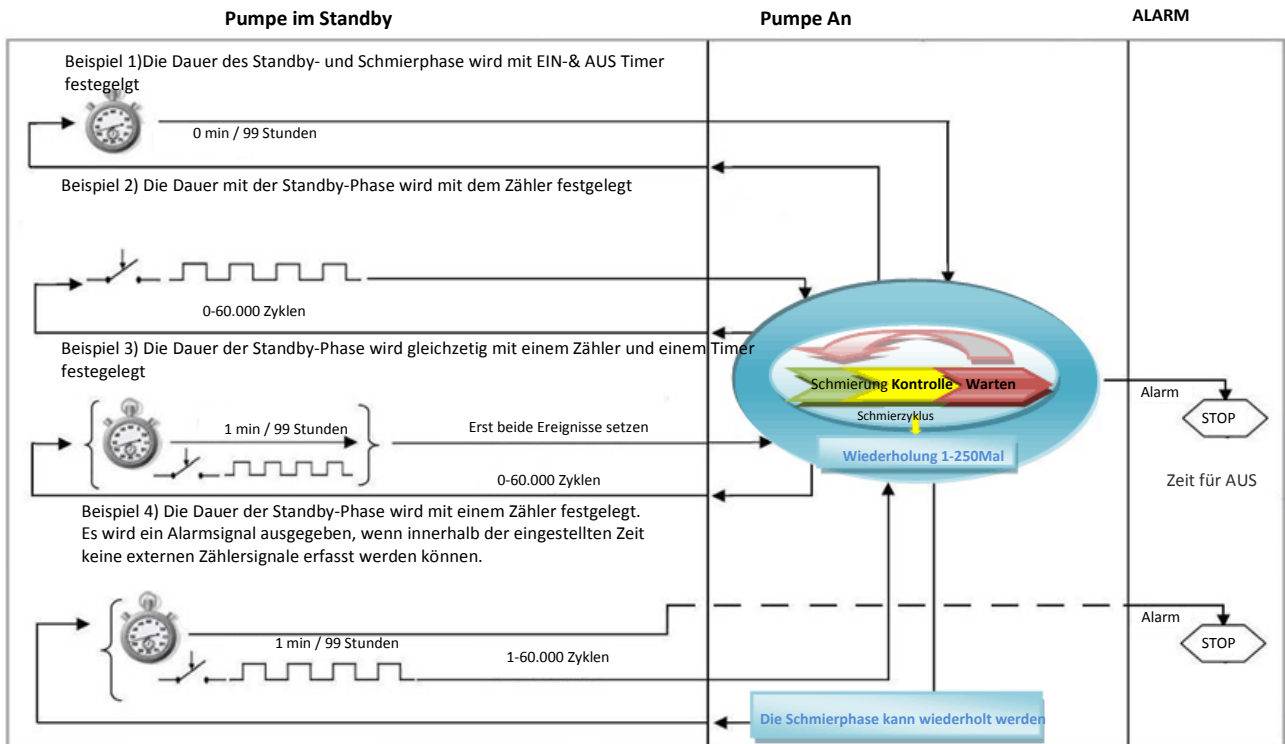 Pumpe im Standby
Pumpe An
ALARM
Beispiel 1)Die Dauer des Standby- und Schmierphase wird mit EIN-& AUS Timer
festegelgt
0 min / 99 Stunden
Beispiel 2) Die Dauer mit der Standby-Phase wird mit dem Zähler festgelegt
0-60.000 Zyklen
Beispiel 3) Die Dauer der Standby-Phase wird gleichzetig mit einem Zähler und einem Timer
festegelegt
1 min / 99 Stunden
Erst beide Ereignisse setzen
0-60.000 Zyklen
Schmierung Kontrolle Warten
Schmierzyklus
Wiederholung 1-250Mal
Alarm
STOP
Zeit für AUS
Beispiel 4) Die Dauer der Standby-Phase wird mit einem Zähler festgelegt.
Es wird ein Alarmsignal ausgegeben, wenn innerhalb der eingestellten Zeit
keine externen Zählersignale erfasst werden können.
1 min / 99 Stunden
1-60.000 Zyklen
Alarm
STOP
Die Schmierphase kann wiederholt werden